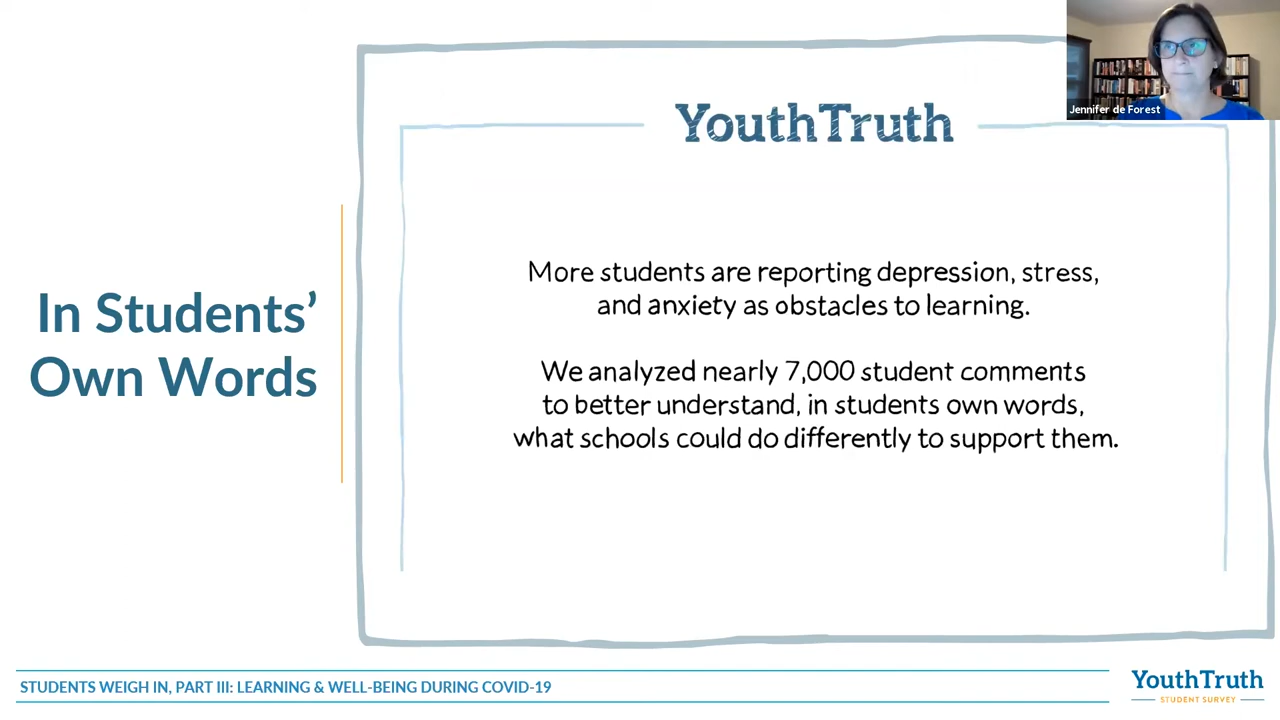 Jennifer de Forest
YouthTruth
In Students’
Own Words
More students are reporting depression, stress,
and anxiety as obstacles to learning.
We analyzed nearly 7,000 student comments
to better understand, in students own words,
what schools could do differently to support them.
STUDENTS WEIGH IN, PART III: LEARNING & WELL-BEING DURING COVID-19
YouthTruth
STUDENT SURVEY